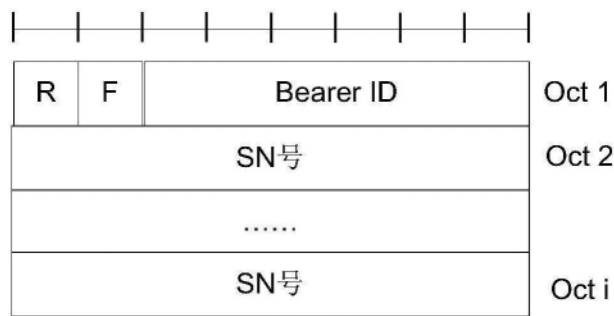 R F Bearer ID Oct 1
SN号 Oct 2
......
SN号 Oct i